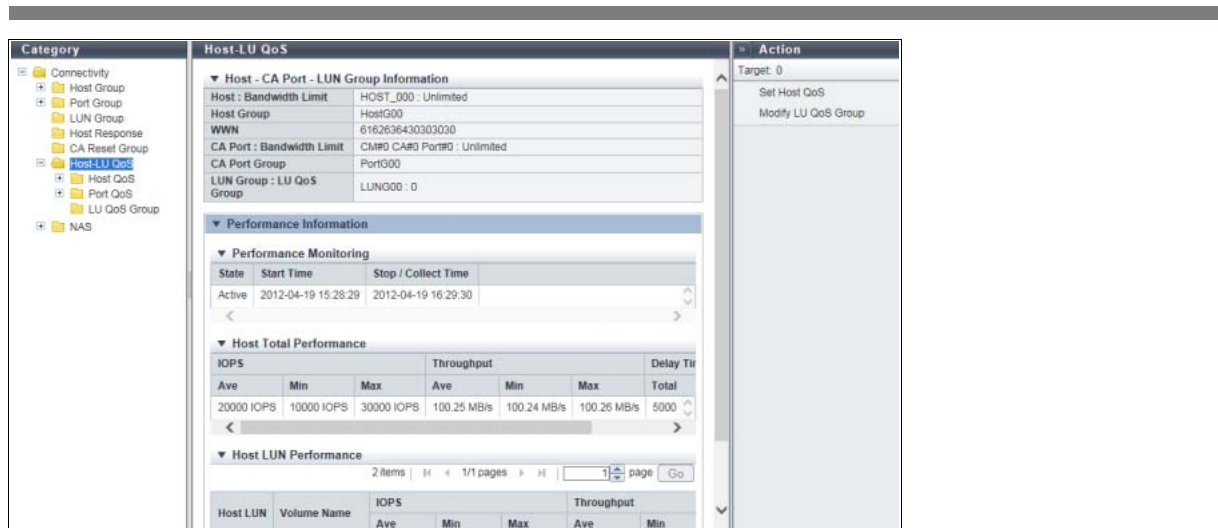 Category
Connectivity
Host Group
Port Group
LUN Group
Host Response
CA Reset Group
Host-LU QoS
Host QoS
Port QoS
LU QoS Group
NAS
Host-LU QoS
▼ Host - CA Port - LUN Group Information
Host : Bandwidth Limit HOST_000 : Unlimited
Host Group HostG00
WWN 6162636430303030
CA Port : Bandwidth Limit CM#0 CA#0 Port#0 : Unlimited
CA Port Group PortG00
LUN Group : LU QoS Group LUNG00 : 0
▼ Performance Information
▼ Performance Monitoring
State Start Time Stop / Collect Time
Active 2012-04-19 15:28:29 2012-04-19 16:29:30
▼ Host Total Performance
IOPS Throughput Delay Tir
Ave Min Max Ave Min Max Total
20000 IOPS 10000 IOPS 30000 IOPS 100.25 MB/s 100.24 MB/s 100.26 MB/s 5000
▼ Host LUN Performance
2 items 1/1 pages 1 page Go
Host LUN Volume Name IOPS Throughput
Ave Min Max Ave Min
» Action
Target: 0
Set Host QoS
Modify LU QoS Group